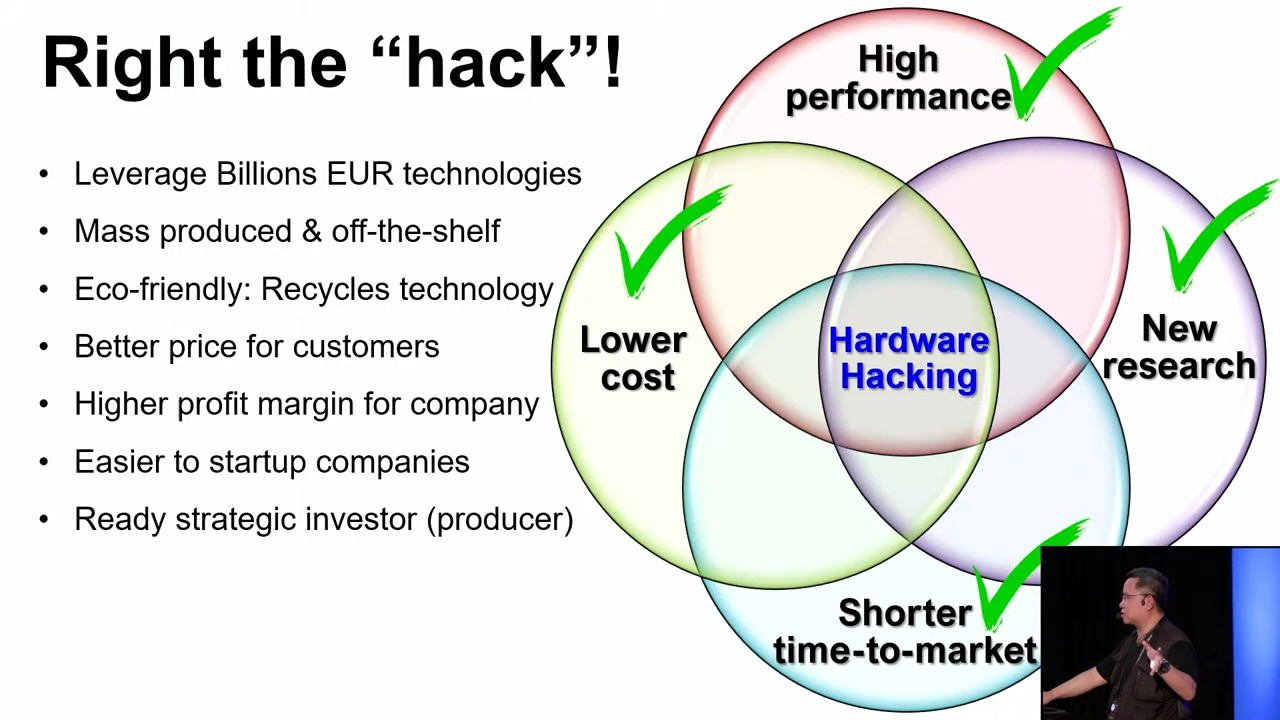 Right the “hack”!
• Leverage Billions EUR technologies
• Mass produced & off-the-shelf
• Eco-friendly: Recycles technology
• Better price for customers
• Higher profit margin for company
• Easier to startup companies
• Ready strategic investor (producer)
High
performance
Lower
cost
Hardware
Hacking
New
research
Shorter
time-to-market